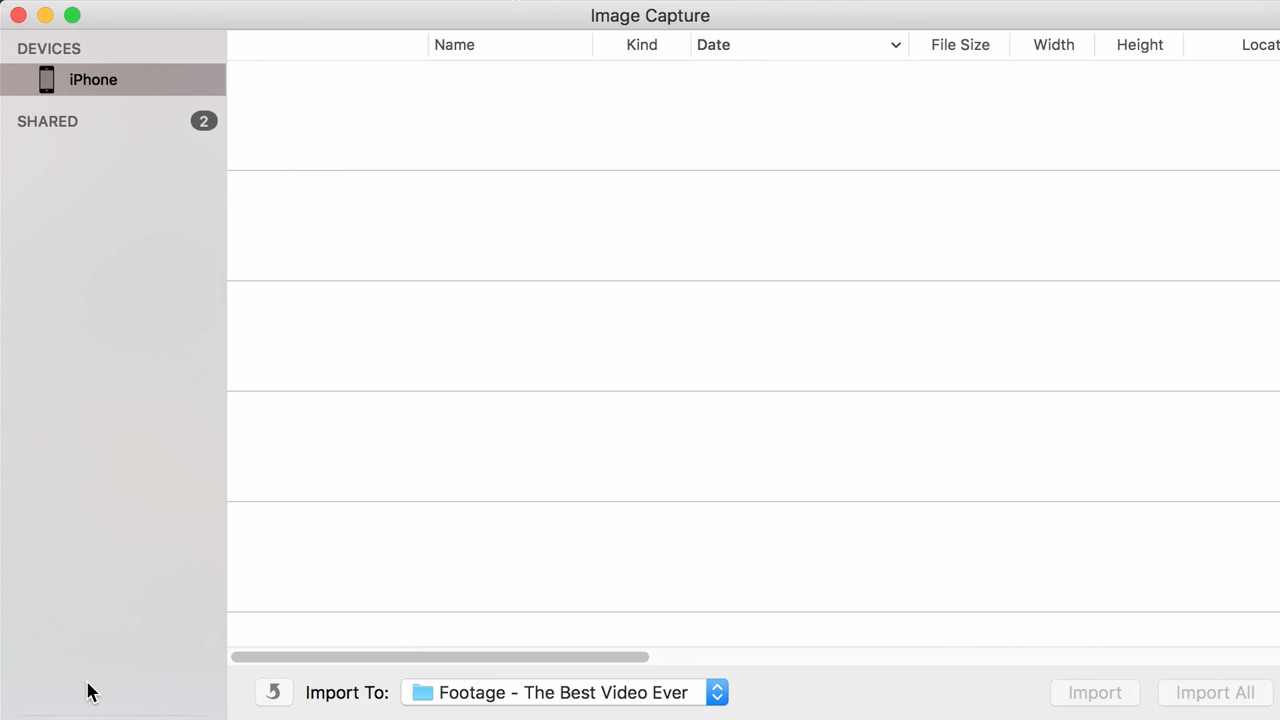 Image Capture
DEVICES
iPhone
SHARED 2
Name Kind Date File Size Width Height Locat
Import To: Footage - The Best Video Ever Import Import All